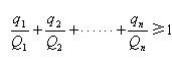 q₁/Q₁ + q₂/Q₂ + ⋯⋯ + qₙ/Qₙ ≥ 1